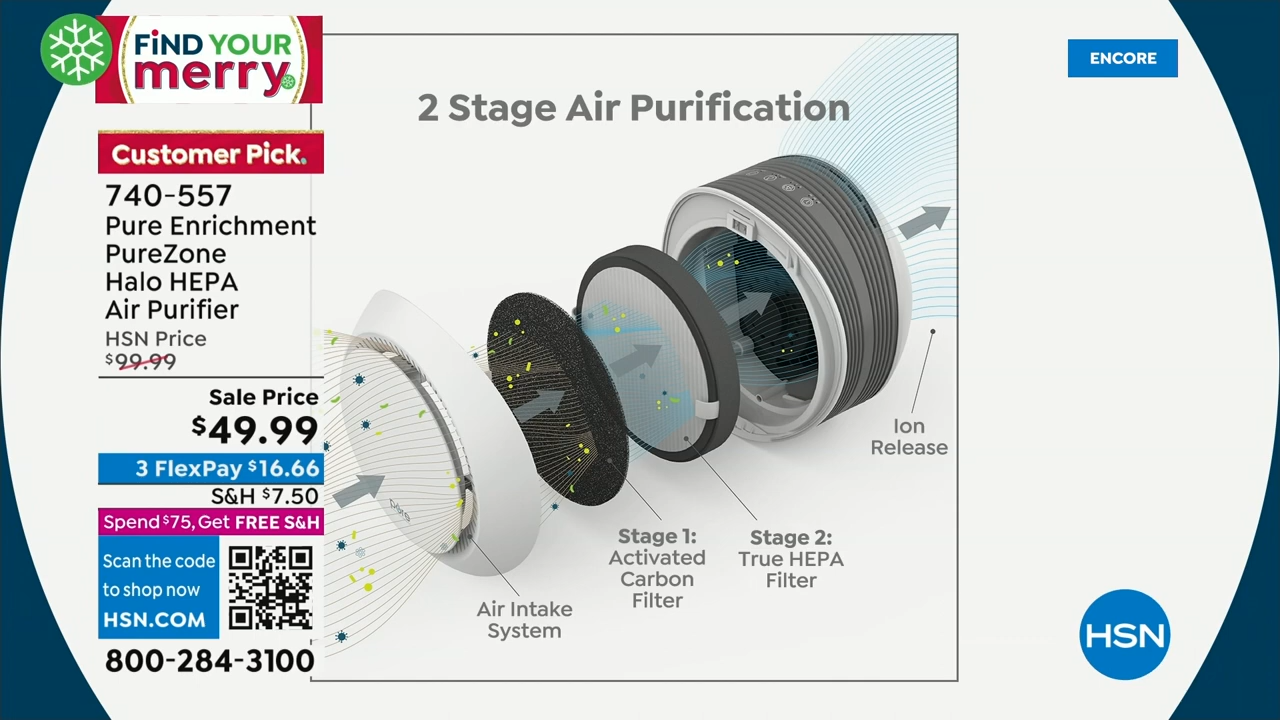 FiND YOUR
merry.
ENCORE
2 Stage Air Purification
Customer Pick.
740-557
Pure Enrichment
PureZone
Halo HEPA
Air Purifier
HSN Price
$99.99
Sale Price
$49.99
3 FlexPay $16.66
S&H $7.50
Spend $75, Get FREE S&H
Scan the code
to shop now
HSN.COM
800-284-3100
Ion
Release
Stage 1:
Activated
Carbon
Filter
Stage 2:
True HEPA
Filter
Air Intake
System
pure
HSN